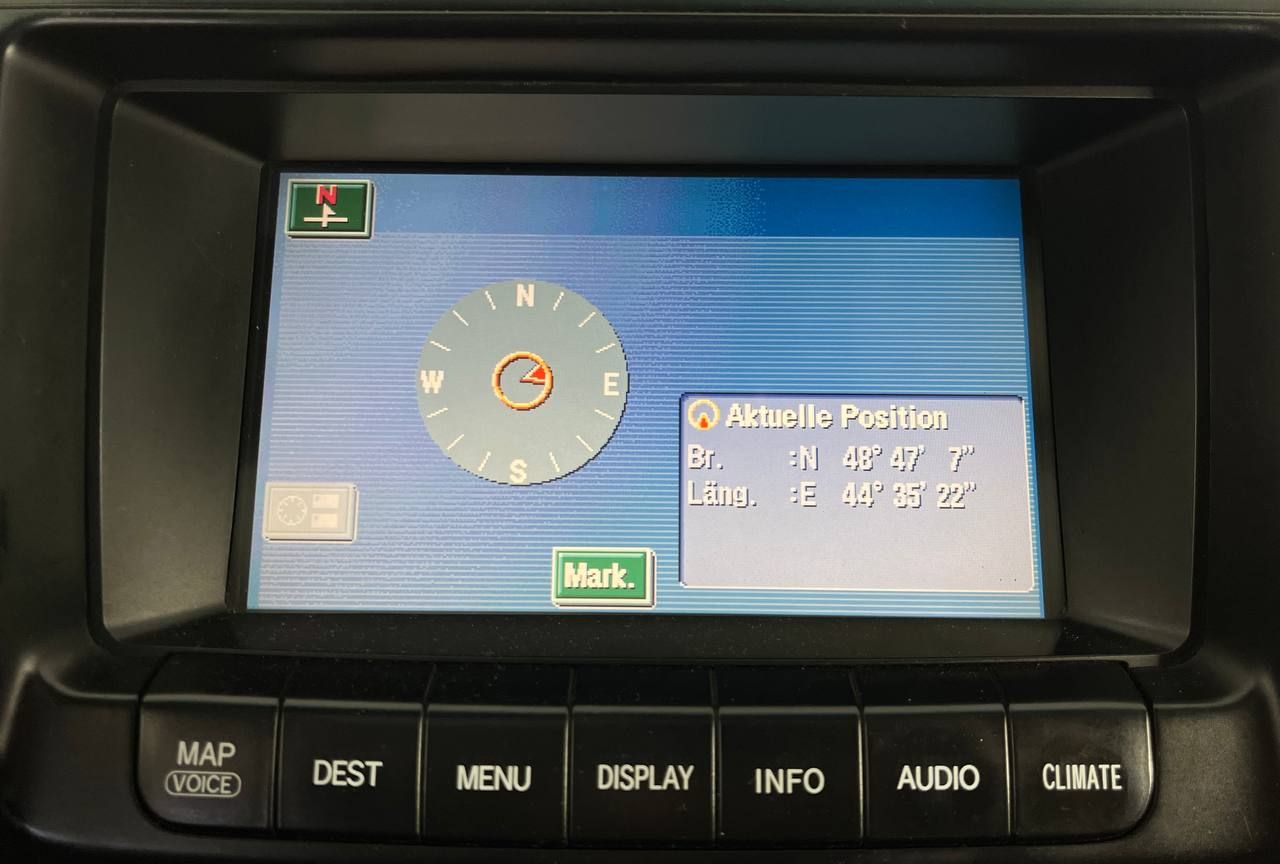 N
N
W
E
S
Aktuelle Position
Br. :N 48° 47' 7"
Läng. :E 44° 35' 22"
Mark.
MAP
VOICE
DEST
MENU
DISPLAY
INFO
AUDIO
CLIMATE